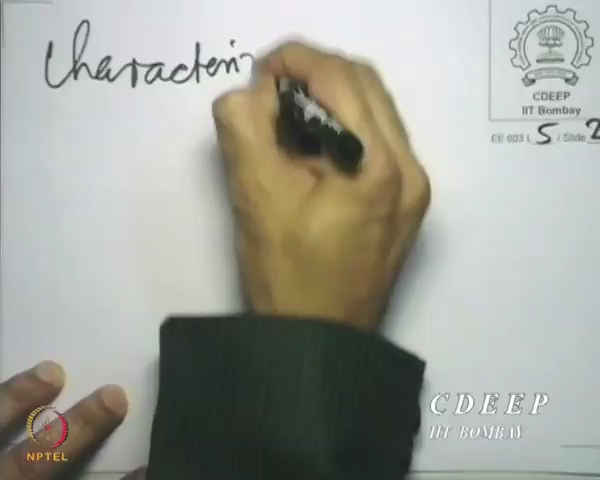 Characteri
CDEEP
IIT Bombay
EE 603 L 5 / Slide 2
CDEEP
IIT BOMBAY
NPTEL